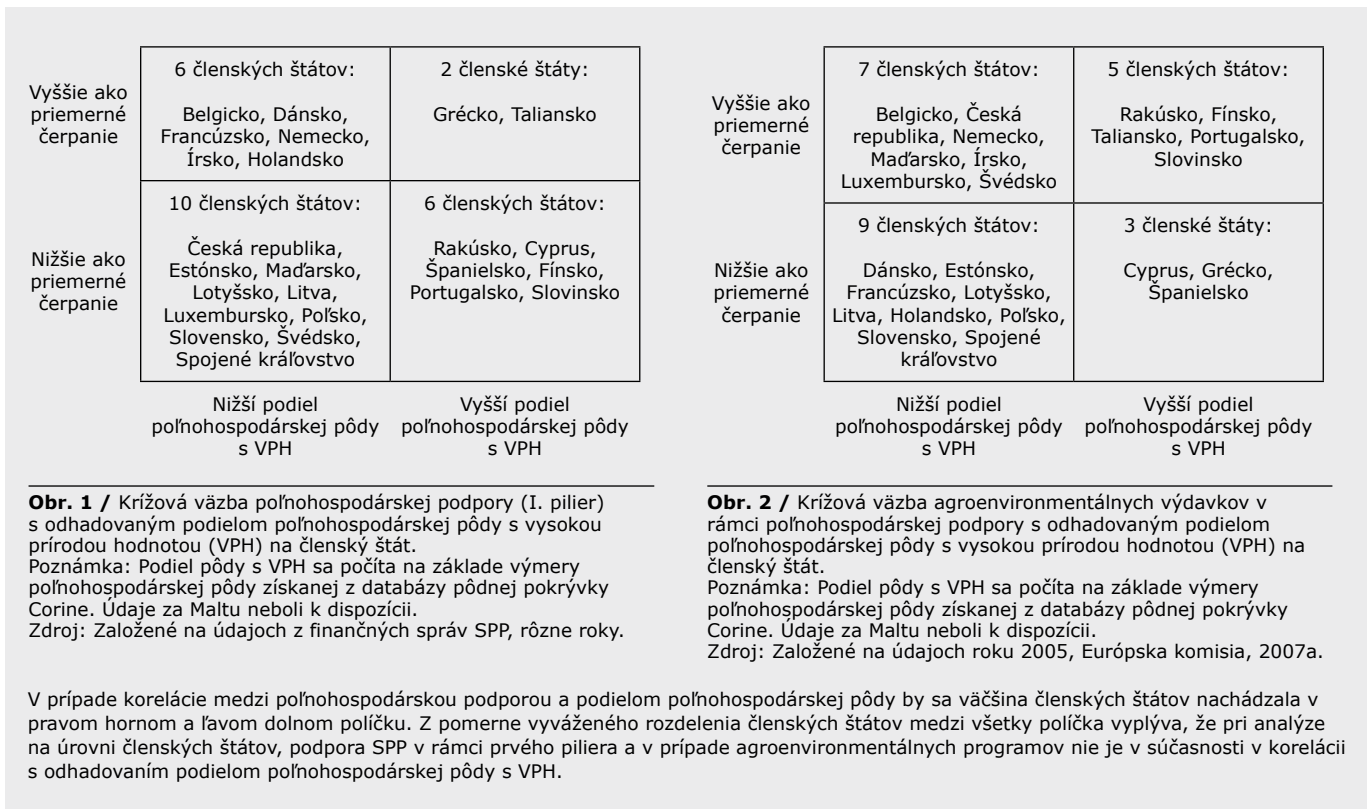 Vyššie ako
priemerné
čerpanie
6 členských štátov:
Belgicko, Dánsko,
Francúzsko, Nemecko,
Írsko, Holandsko
2 členské štáty:
Grécko, Taliansko
Nižšie ako
priemerné
čerpanie
10 členských štátov:
Česká republika,
Estónsko, Maďarsko,
Lotyšsko, Litva,
Luxembursko, Poľsko,
Slovensko, Švédsko,
Spojené kráľovstvo
6 členských štátov:
Rakúsko, Cyprus,
Španielsko, Fínsko,
Portugalsko, Slovinsko
Nižší podiel
poľnohospodárskej pôdy
s VPH
Vyšší podiel
poľnohospodárskej pôdy
s VPH
Obr. 1 / Krížová väzba poľnohospodárskej podpory (I. pilier)
s odhadovaným podielom poľnohospodárskej pôdy s vysokou
prírodou hodnotou (VPH) na členský štát.
Poznámka: Podiel pôdy s VPH sa počíta na základe výmery
poľnohospodárskej pôdy získanej z databázy pôdnej pokrývky
Corine. Údaje za Maltu neboli k dispozícii.
Zdroj: Založené na údajoch z finančných správ SPP, rôzne roky.
Vyššie ako
priemerné
čerpanie
7 členských štátov:
Belgicko, Česká
republika, Nemecko,
Maďarsko, Írsko,
Luxembursko, Švédsko
5 členských štátov:
Rakúsko, Fínsko,
Taliansko, Portugalsko,
Slovinsko
Nižšie ako
priemerné
čerpanie
9 členských štátov:
Dánsko, Estónsko,
Francúzsko, Lotyšsko,
Litva, Holandsko, Poľsko,
Slovensko, Spojené
kráľovstvo
3 členské štáty:
Cyprus, Grécko,
Španielsko
Nižší podiel
poľnohospodárskej pôdy
s VPH
Vyšší podiel
poľnohospodárskej pôdy
s VPH
Obr. 2 / Krížová väzba agroenvironmentálnych výdavkov v
rámci poľnohospodárskej podpory s odhadovaným podielom
poľnohospodárskej pôdy s vysokou prírodou hodnotou (VPH) na
členský štát.
Poznámka: Podiel pôdy s VPH sa počíta na základe výmery
poľnohospodárskej pôdy získanej z databázy pôdnej pokrývky
Corine. Údaje za Maltu neboli k dispozícii.
Zdroj: Založené na údajoch roku 2005, Európska komisia, 2007a.
V prípade korelácie medzi poľnohospodárskou podporou a podielom poľnohospodárskej pôdy by sa väčšina členských štátov nachádzala v
pravom hornom a ľavom dolnom políčku. Z pomerne vyváženého rozdelenia členských štátov medzi všetky políčka vyplýva, že pri analýze
na úrovni členských štátov, podpora SPP v rámci prvého piliera a v prípade agroenvironmentálnych programov nie je v súčasnosti v korelácii
s odhadovaním podielom poľnohospodárskej pôdy s VPH.